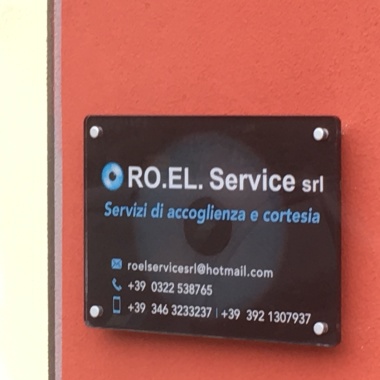 RO.EL. Service srl
Servizi di accoglienza e cortesia
roelservicesrl@hotmail.com
+39 0322 538765
+39 346 3233237 | +39 392 1307937